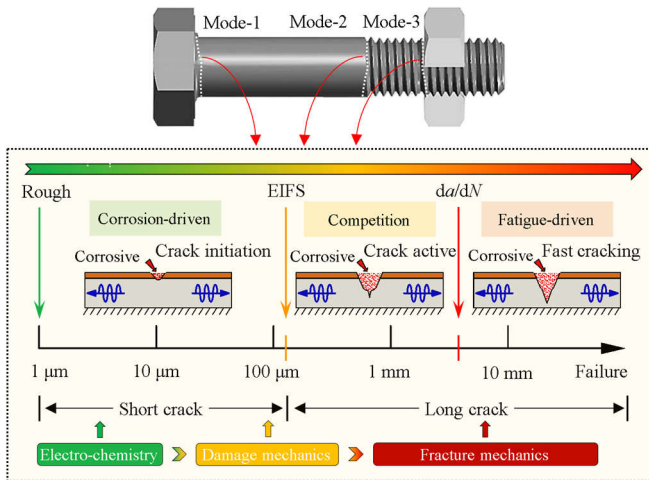 Mode-1 Mode-2 Mode-3
Rough EIFS da/dN
Corrosion-driven Competition Fatigue-driven
Corrosive Crack initiation Corrosive Crack active Corrosive Fast cracking
1 μm 10 μm 100 μm 1 mm 10 mm Failure
Short crack Long crack
Electro-chemistry Damage mechanics Fracture mechanics